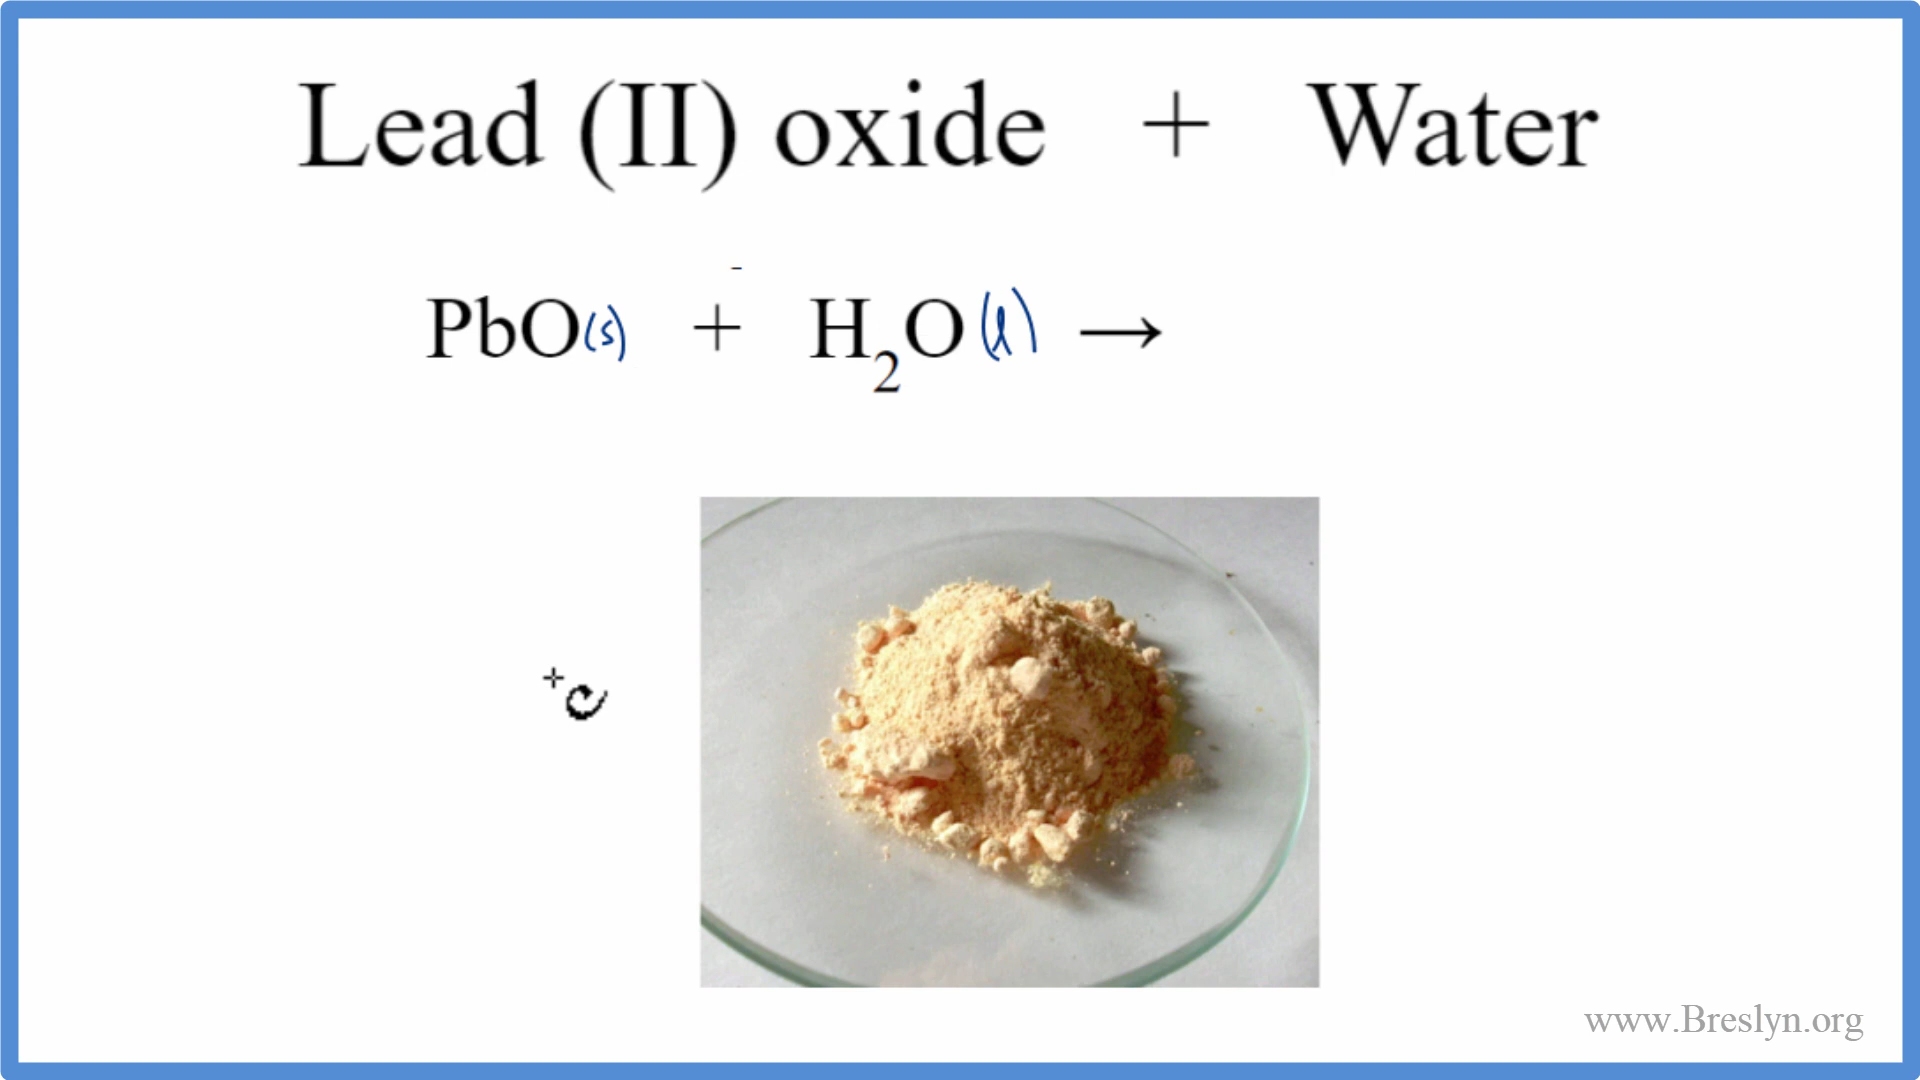 Lead (II) oxide + Water
PbO(s) + H₂O(l) →
www.Breslyn.org